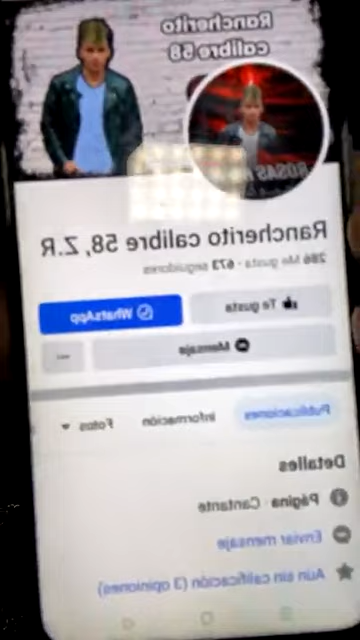 Rancherito
calibre 58
ROSAS
Rancherito calibre 58, Z.R
286 Me gusta · 673 seguidores
Te gusta
WhatsApp
Mensaje
Publicaciones
Información
Fotos
Detalles
Página · Cantante
Enviar mensaje
Aún sin calificación (3 opiniones)